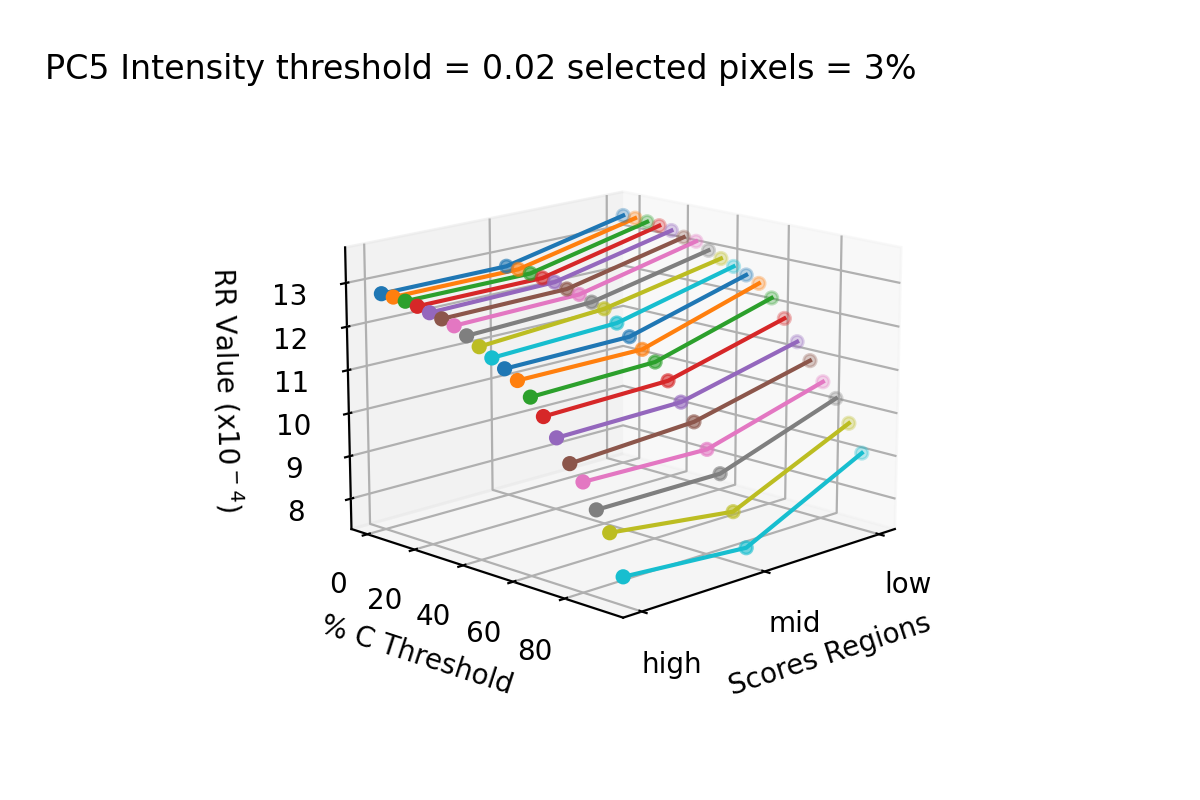 PC5 Intensity threshold = 0.02 selected pixels = 3%
RR Value (x10⁻⁴)
13
12
11
10
9
8
0
20
40
60
80
% C Threshold
high
mid
low
Scores Regions